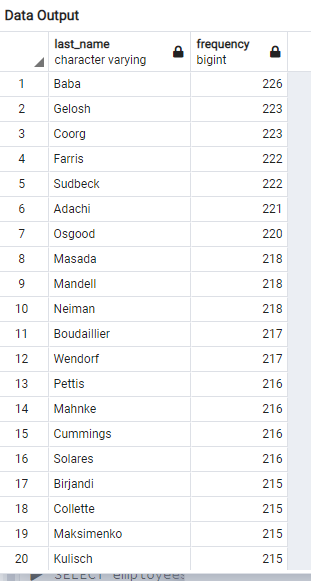 Data Output
last_name frequency
character varying bigint
1 Baba 226
2 Gelosh 223
3 Coorg 223
4 Farris 222
5 Sudbeck 222
6 Adachi 221
7 Osgood 220
8 Masada 218
9 Mandell 218
10 Neiman 218
11 Boudaillier 217
12 Wendorf 217
13 Pettis 216
14 Mahnke 216
15 Cummings 216
16 Solares 216
17 Birjandi 215
18 Collette 215
19 Maksimenko 215
20 Kulisch 215
SELECT